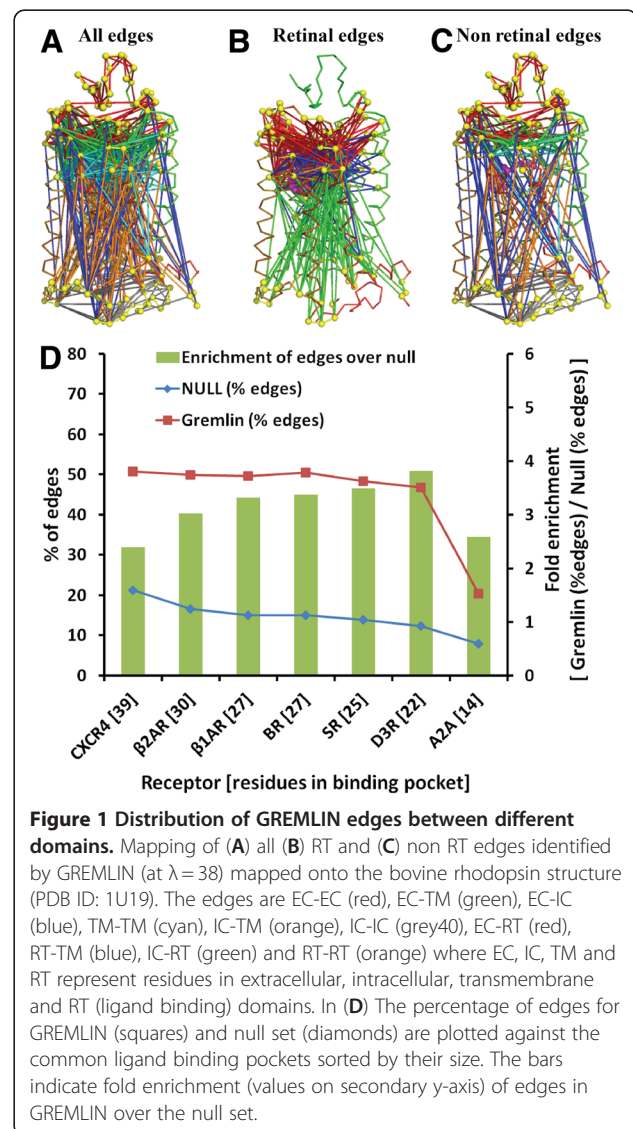 A All edges
B Retinal edges
C Non retinal edges
D
Enrichment of edges over null
NULL (% edges)
Gremlin (% edges)
80
70
60
50
40
30
20
10
0
% of edges
6
5
4
3
2
1
0
Fold enrichment
[ Gremlin (%edges) / Null (% edges) ]
CXCR4 [39]
β2AR [30]
β1AR [27]
BR [27]
SR [25]
D3R [22]
A2A [14]
Receptor [residues in binding pocket]
Figure 1 Distribution of GREMLIN edges between different
domains. Mapping of (A) all (B) RT and (C) non RT edges identified
by GREMLIN (at λ = 38) mapped onto the bovine rhodopsin structure
(PDB ID: 1U19). The edges are EC-EC (red), EC-TM (green), EC-IC
(blue), TM-TM (cyan), IC-TM (orange), IC-IC (grey40), EC-RT (red),
RT-TM (blue), IC-RT (green) and RT-RT (orange) where EC, IC, TM and
RT represent residues in extracellular, intracellular, transmembrane
and RT (ligand binding) domains. In (D) The percentage of edges for
GREMLIN (squares) and null set (diamonds) are plotted against the
common ligand binding pockets sorted by their size. The bars
indicate fold enrichment (values on secondary y-axis) of edges in
GREMLIN over the null set.